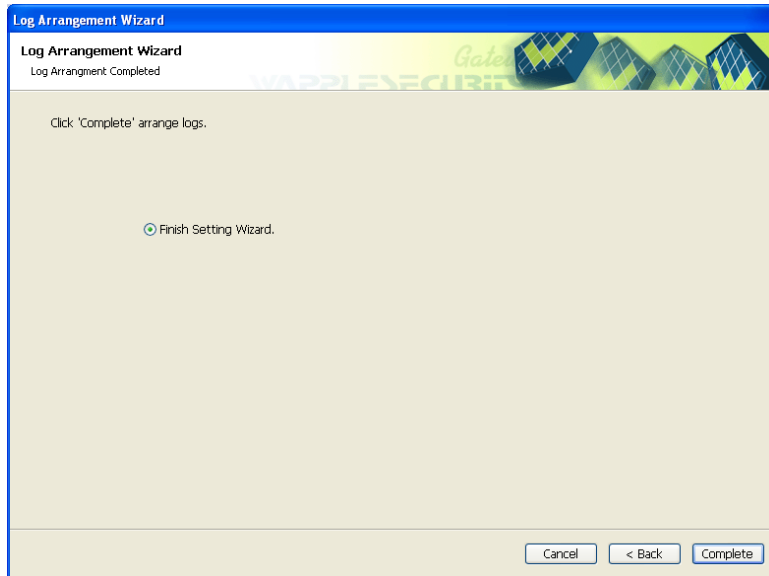 Log Arrangement Wizard
Log Arrangement Wizard
Log Arrangment Completed
Click 'Complete' arrange logs.
Finish Setting Wizard.
Cancel
< Back
Complete